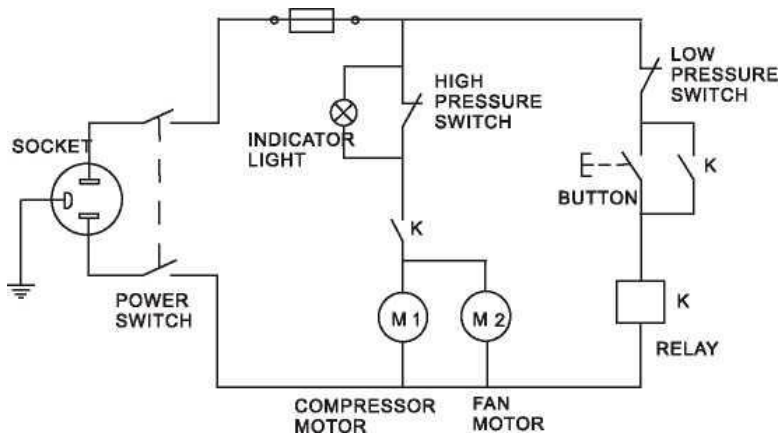 SOCKET
POWER
SWITCH
INDICATOR
LIGHT
HIGH
PRESSURE
SWITCH
K
M 1
M 2
COMPRESSOR
MOTOR
FAN
MOTOR
LOW
PRESSURE
SWITCH
BUTTON
K
K
RELAY